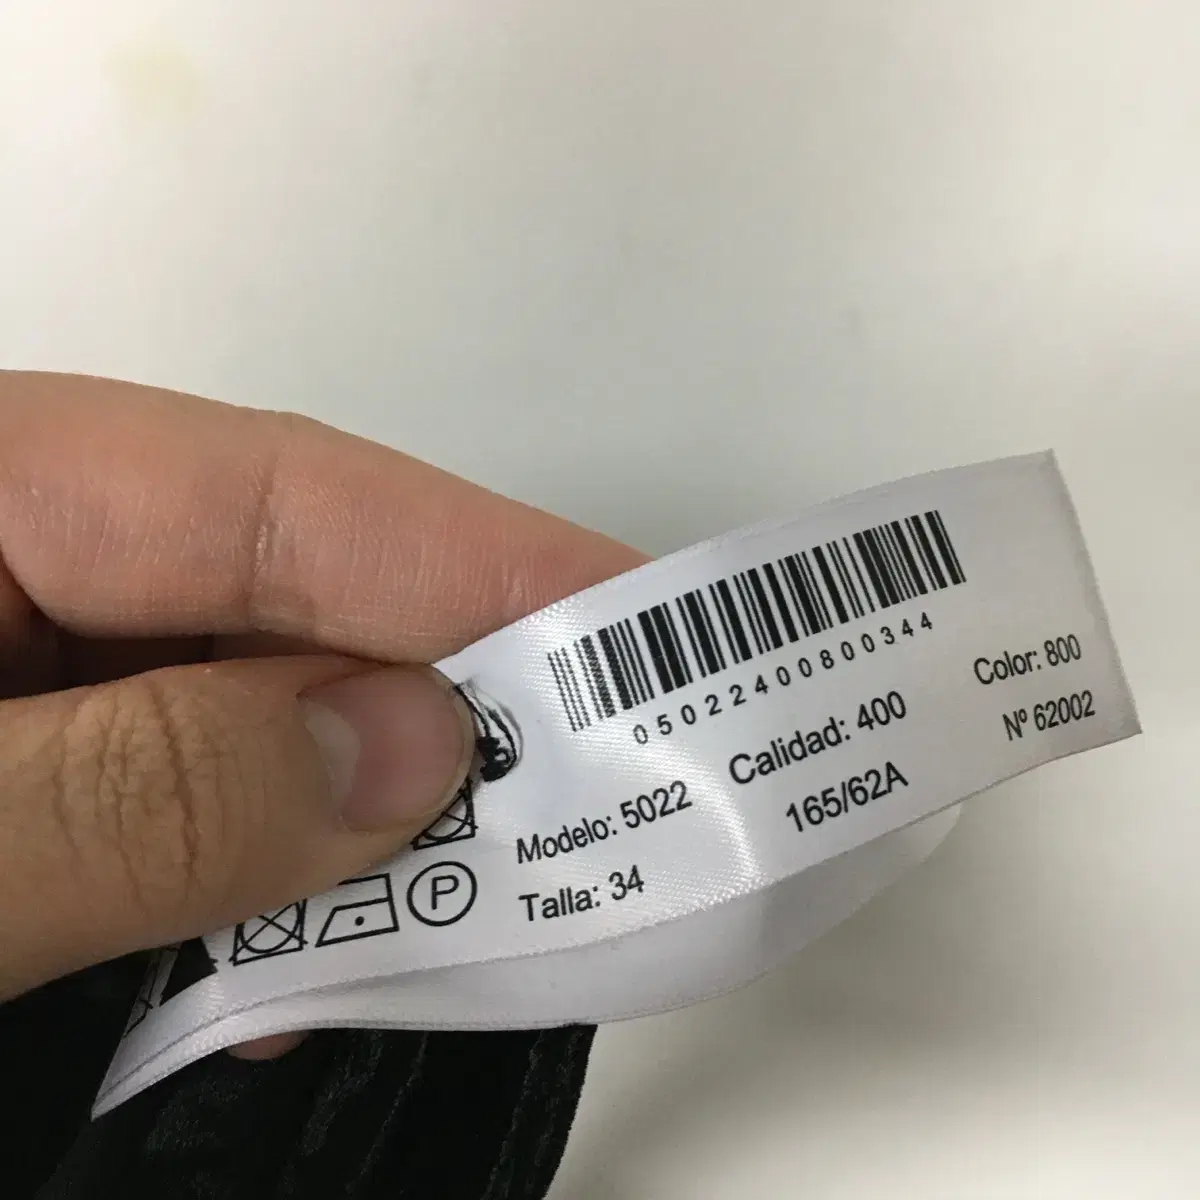 0502240080034 4
Modelo: 5022 Calidad: 400 Color: 800
Talla: 34 165/62A Nº 62002
P